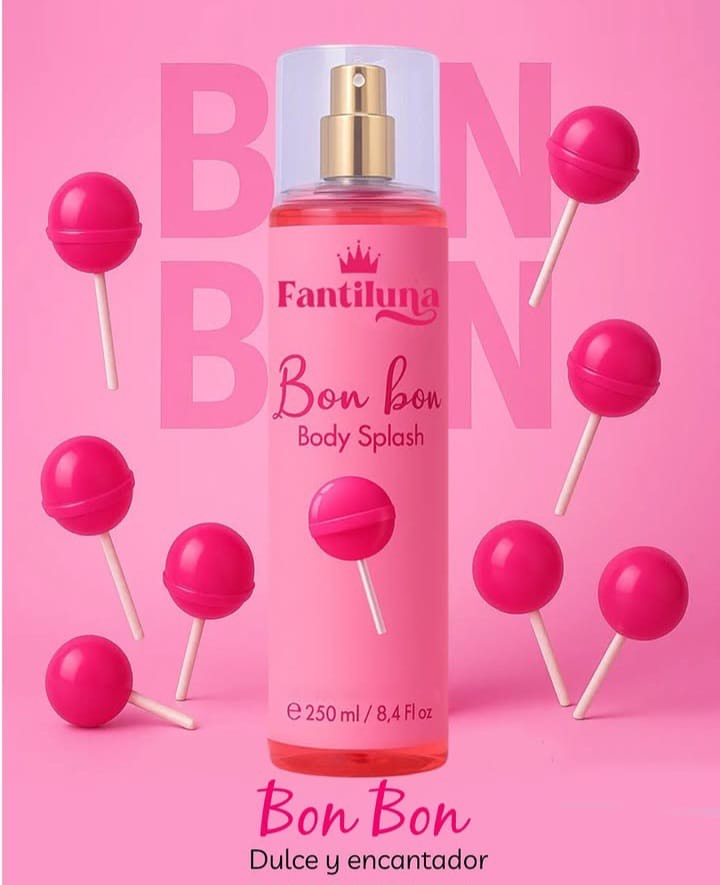 BON
BON
Fantiluna
Bon bon
Body Splash
e 250 ml / 8,4 Fl oz
Bon Bon
Dulce y encantador